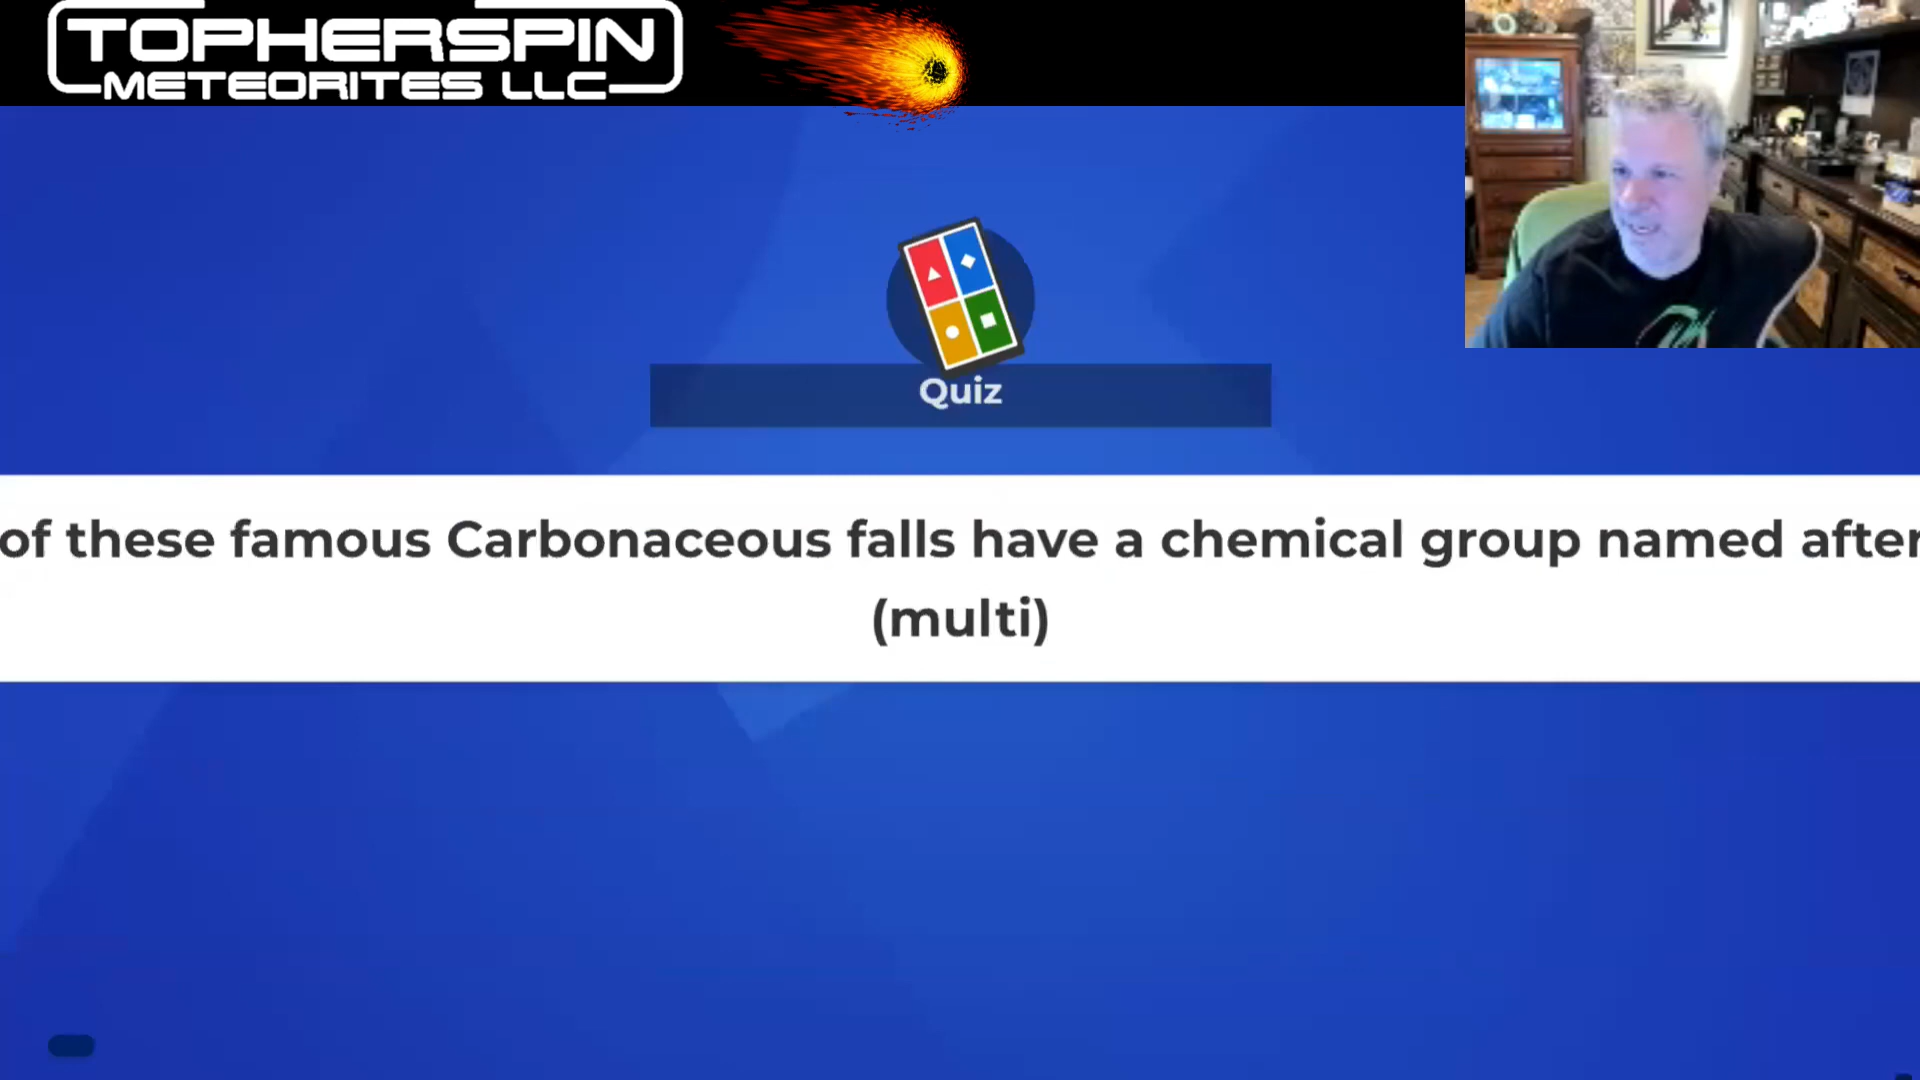 TOPHERSPIN
METEORITES LLC
Quiz
of these famous Carbonaceous falls have a chemical group named after
(multi)